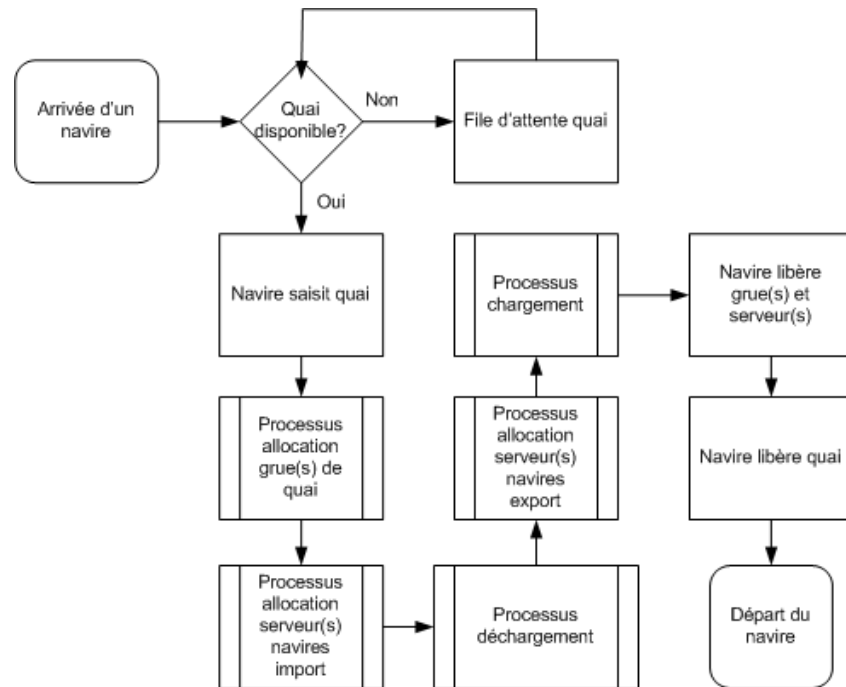 Arrivée d'un
navire
Quai
disponible?
Non
File d'attente quai
Oui
Navire saisit quai
Processus
allocation
grue(s) de
quai
Processus
allocation
serveur(s)
navires
import
Processus
déchargement
Processus
allocation
serveur(s)
navires
export
Processus
chargement
Navire libère
grue(s) et
serveur(s)
Navire libère quai
Départ du
navire